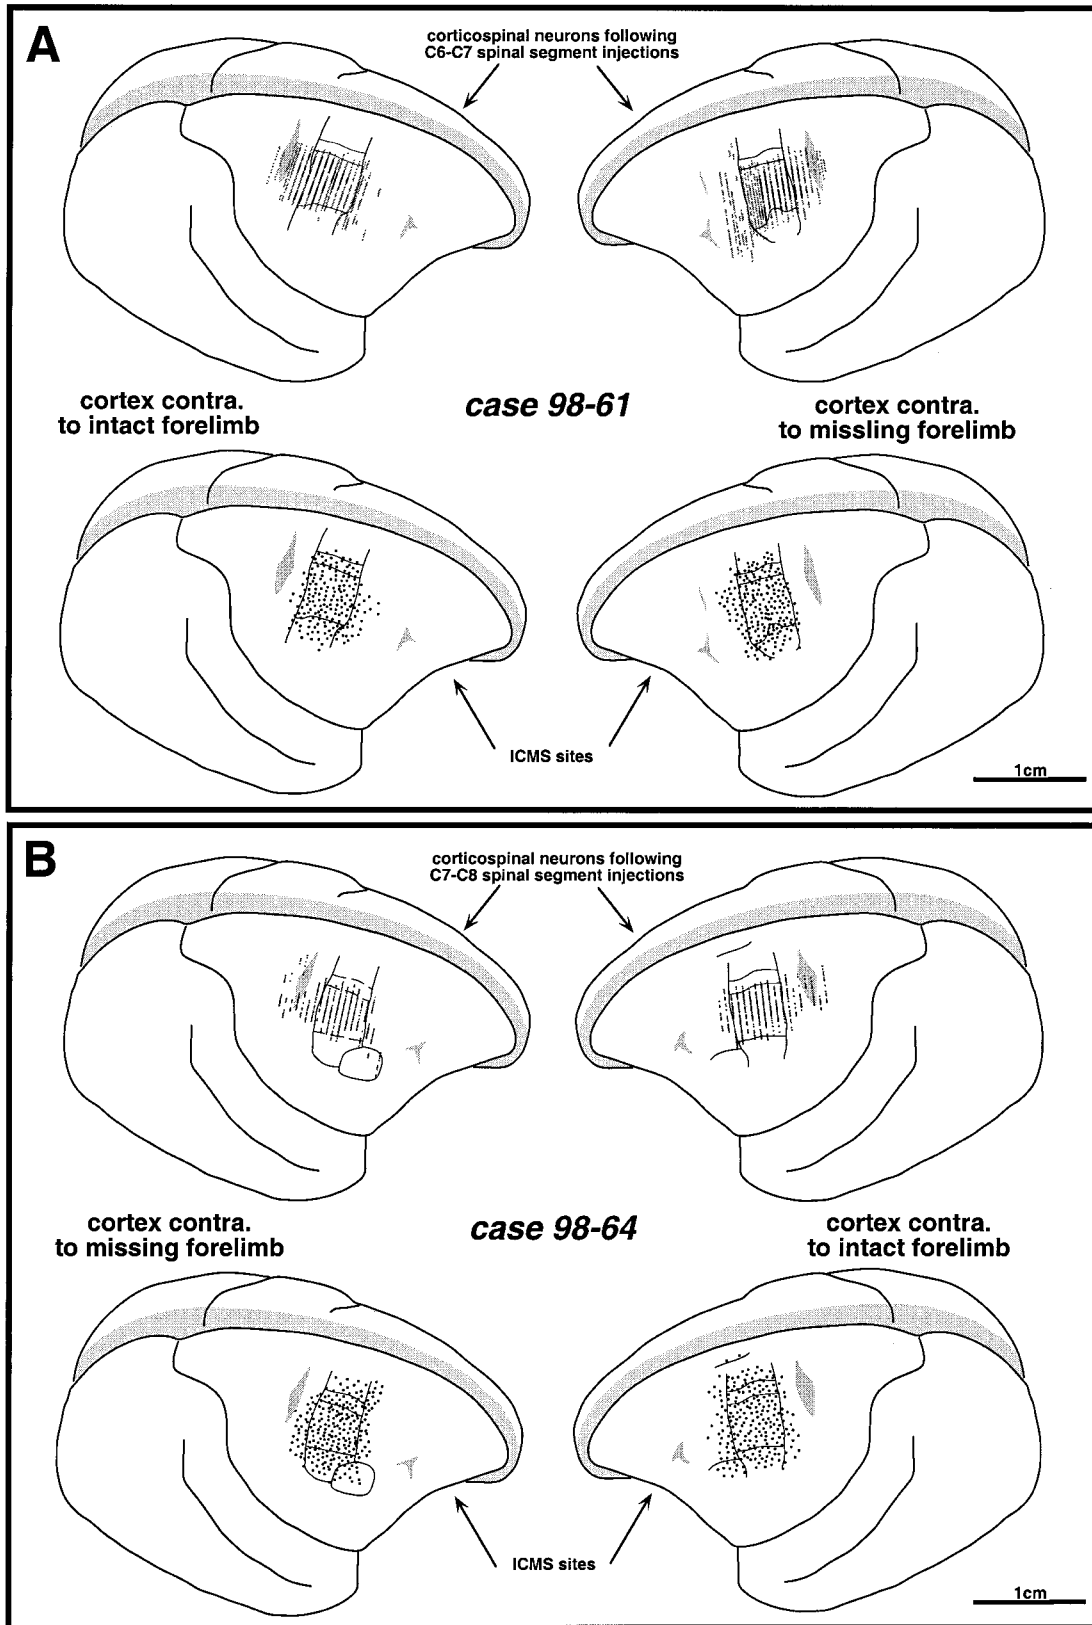 A
corticospinal neurons following
C6-C7 spinal segment injections
cortex contra.
to intact forelimb
case 98-61
cortex contra.
to missling forelimb
ICMS sites
1cm
B
corticospinal neurons following
C7-C8 spinal segment injections
cortex contra.
to missing forelimb
case 98-64
cortex contra.
to intact forelimb
ICMS sites
1cm